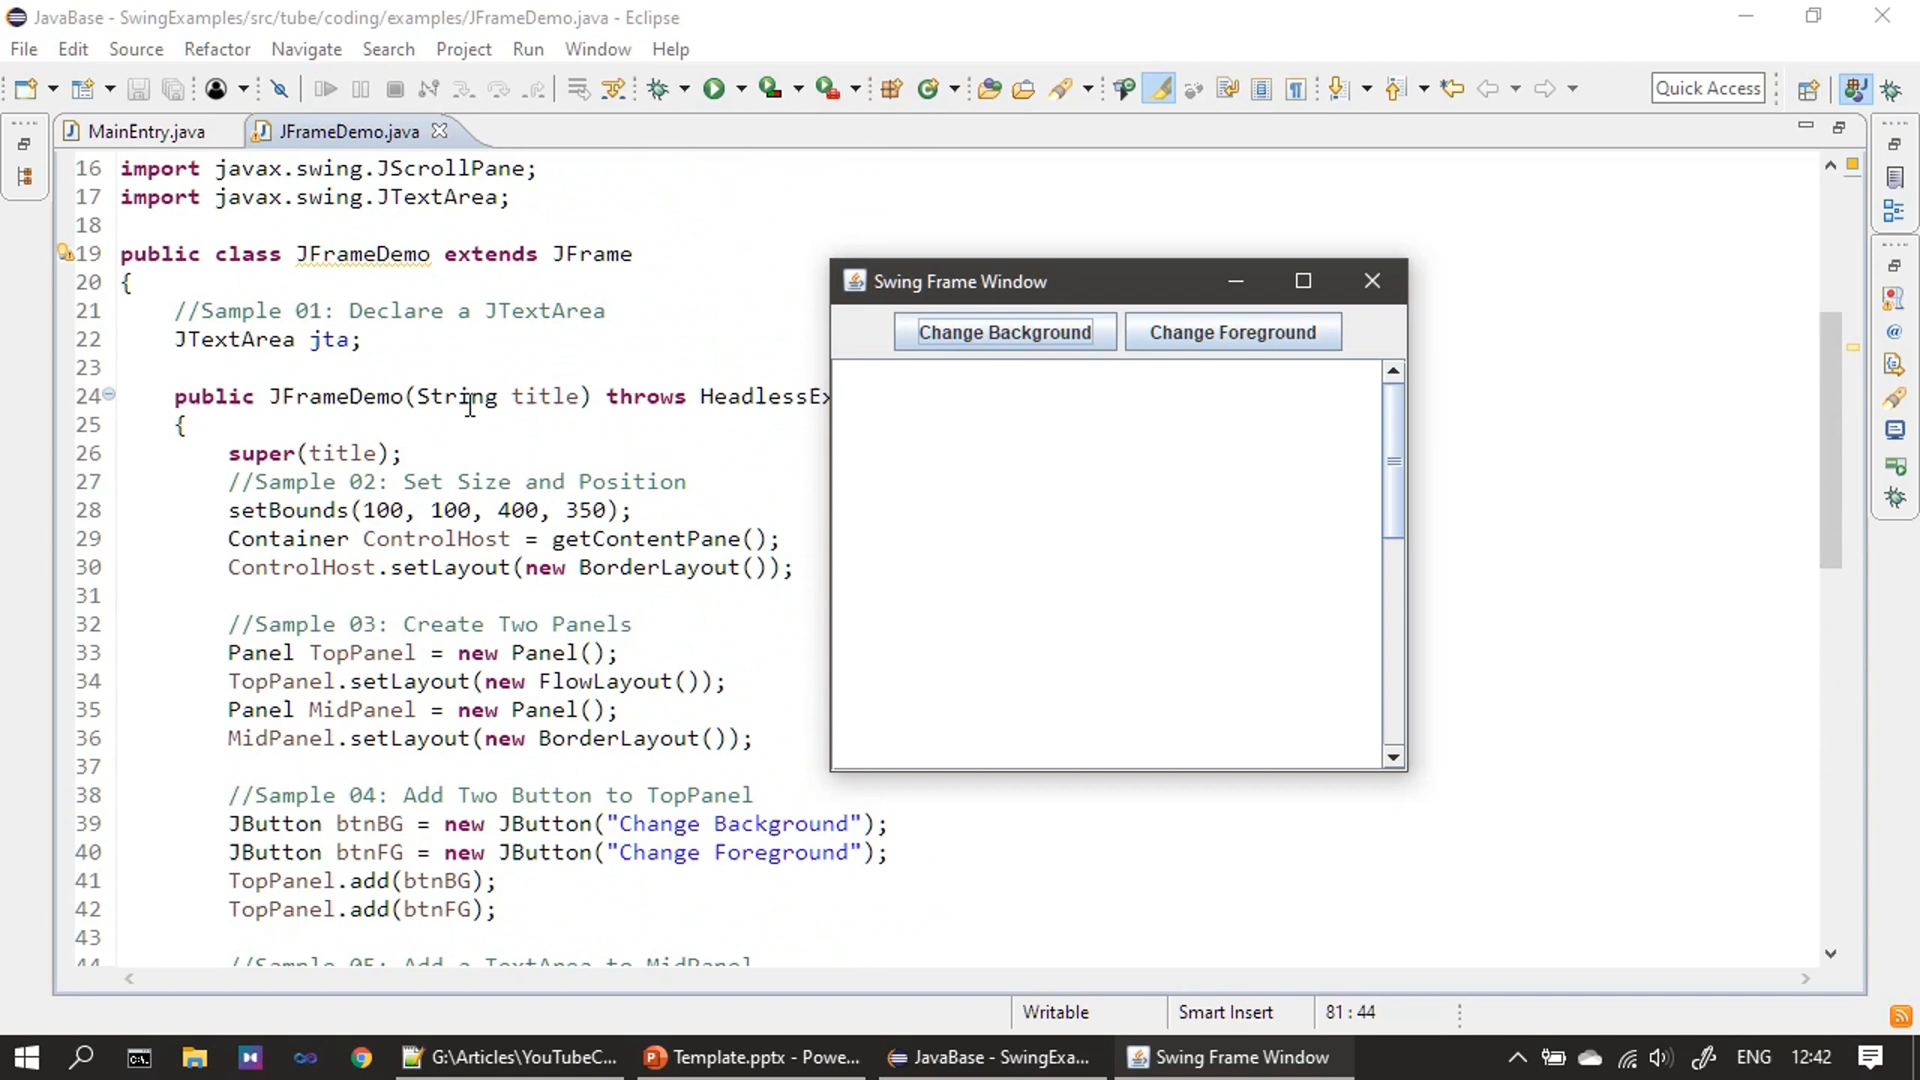 JavaBase - SwingExamples/src/tube/coding/examples/JFrameDemo.java - Eclipse
File Edit Source Refactor Navigate Search Run Window Help
Quick Access
MainEntry.java JFrameDemo.java
16 import javax.swing.JScrollPane;
17 import javax.swing.JTextArea;
18
19 public class JFrameDemo extends JFrame
20 {
21 //Sample 01: Declare a JTextArea
22 JTextArea jta;
23
24 public JFrameDemo(String title) throws HeadlessEx
25 {
26 super(title);
27 //Sample 02: Set Size and Position
28 setBounds(100, 100, 400, 350);
29 Container ControlHost = getContentPane();
30 ControlHost.setLayout(new BorderLayout());
31
32 //Sample 03: Create Two Panels
33 Panel TopPanel = new Panel();
34 TopPanel.setLayout(new FlowLayout());
35 Panel MidPanel = new Panel();
36 MidPanel.setLayout(new BorderLayout());
37
38 //Sample 04: Add Two Button to TopPanel
39 JButton btnBG = new JButton("Change Background");
40 JButton btnFG = new JButton("Change Foreground");
41 TopPanel.add(btnBG);
42 TopPanel.add(btnFG);
43
44 //Sample 05: Add a TextArea to MidPanel
Swing Frame Window
Change Background Change Foreground
Writable Smart Insert 81 : 44
G:\Articles\YouTubeC... Template.pptx - Powe... JavaBase - SwingExa... Swing Frame Window ENG 12:42